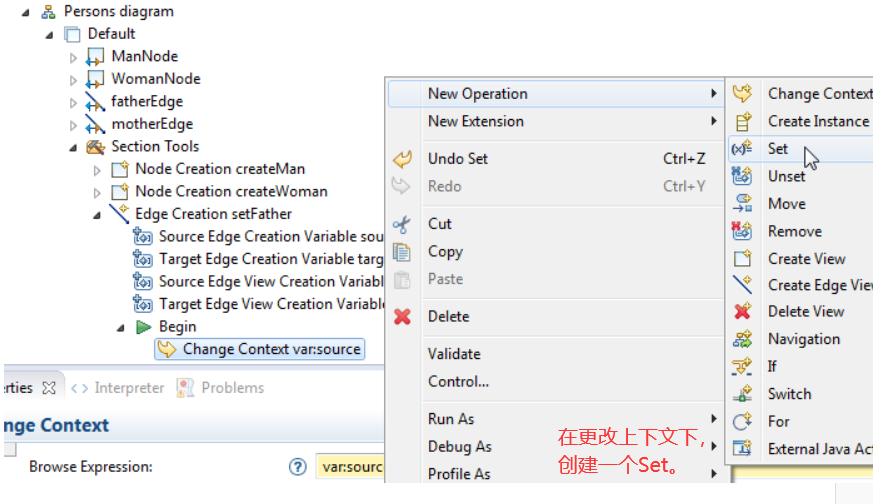 Persons diagram
Default
ManNode
WomanNode
fatherEdge
motherEdge
Section Tools
Node Creation createMan
Node Creation createWoman
Edge Creation setFather
Source Edge Creation Variable sou
Target Edge Creation Variable targ
Source Edge View Creation Variabl
Target Edge View Creation Variabl
Begin
Change Context var:source
erties
Interpreter
Problems
nge Context
Browse Expression:
var:sourc
New Operation
New Extension
Undo Set Ctrl+Z
Redo Ctrl+Y
Cut
Copy
Paste
Delete
Validate
Control...
Run As
Debug As
Profile As
Change Context
Create Instance
Set
Unset
Move
Remove
Create View
Create Edge Vie
Delete View
Navigation
If
Switch
For
External Java Act
在更改上下文下，
创建一个Set。